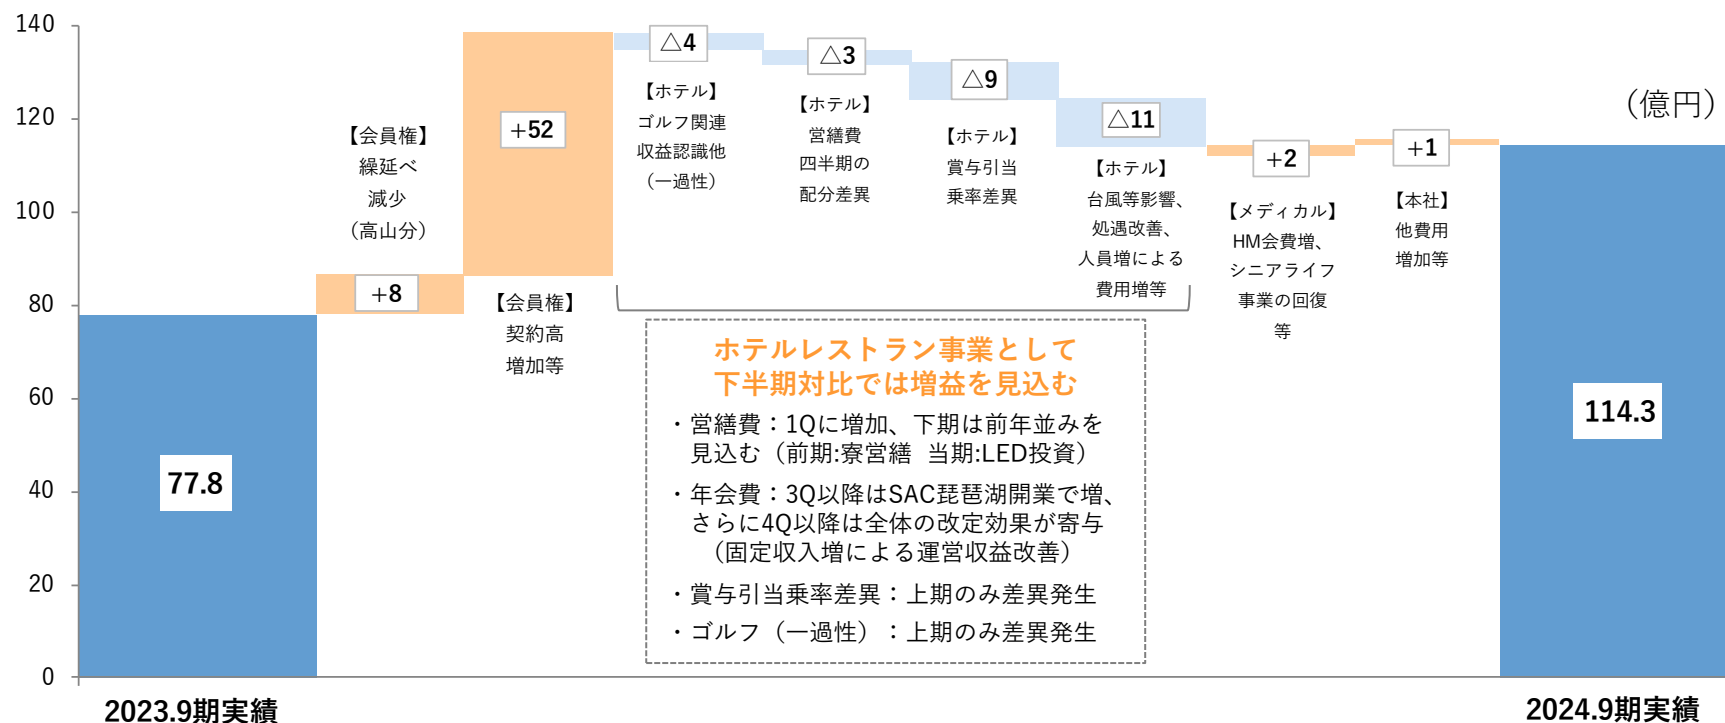 140
120
100
80
60
40
20
0
(億円)
77.8
2023.9期実績
【会員権】
繰延べ
減少
(高山分)
+8
+52
【会員権】
契約高
増加等
△4
【ホテル】
ゴルフ関連
収益認識他
(一過性)
△3
【ホテル】
営繕費
四半期の
配分差異
△9
【ホテル】
賞与引当
乗率差異
△11
【ホテル】
台風等影響、
処遇改善、
人員増による
費用増等
+2
【メディカル】
HM会費増、
シニアライフ
事業の回復
等
+1
【本社】
他費用
増加等
ホテルレストラン事業として
下半期対比では増益を見込む
・営繕費:1Qに増加、下期は前年並みを
見込む(前期:寮営繕 当期:LED投資)
・年会費:3Q以降はSAC琵琶湖開業で増、
さらに4Q以降は全体の改定効果が寄与
(固定収入増による運営収益改善)
・賞与引当乗率差異:上期のみ差異発生
・ゴルフ(一過性):上期のみ差異発生
114.3
2024.9期実績